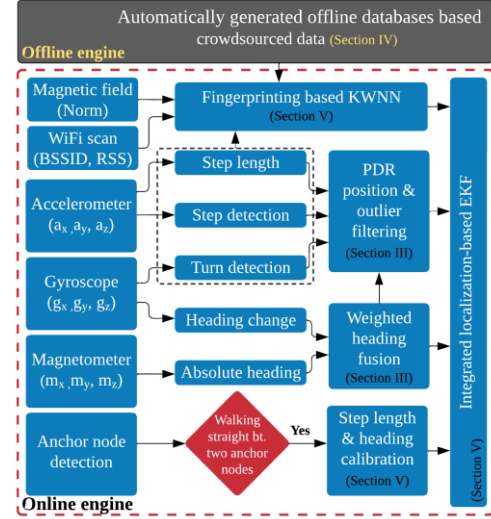 Automatically generated offline databases based
crowdsourced data (Section IV)
Offline engine
Magnetic field
(Norm)
Fingerprinting based KWNN
(Section V)
WiFi scan
(BSSID, RSS)
Step length
Accelerometer
(ax ,ay, az)
Step detection
PDR
position &
outlier
filtering
(Section III)
Turn detection
Gyroscope
(gx ,gy, gz)
Heading change
Weighted
heading
fusion
(Section III)
Magnetometer
(mx ,my, mz)
Absolute heading
Anchor node
detection
Walking
straight bt.
two anchor
nodes
Yes
Step length
& heading
calibration
(Section V)
Integrated localization-based EKF
(Section V)
Online engine